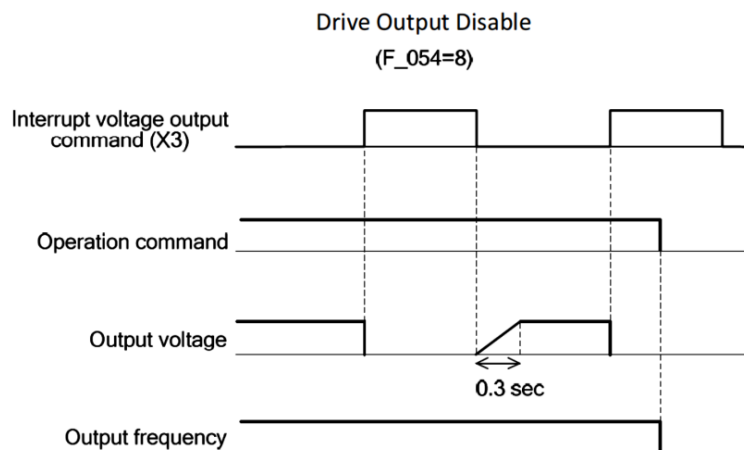 Drive Output Disable
(F_054=8)
Interrupt voltage output
command (X3)
Operation command
Output voltage
0.3 sec
Output frequency